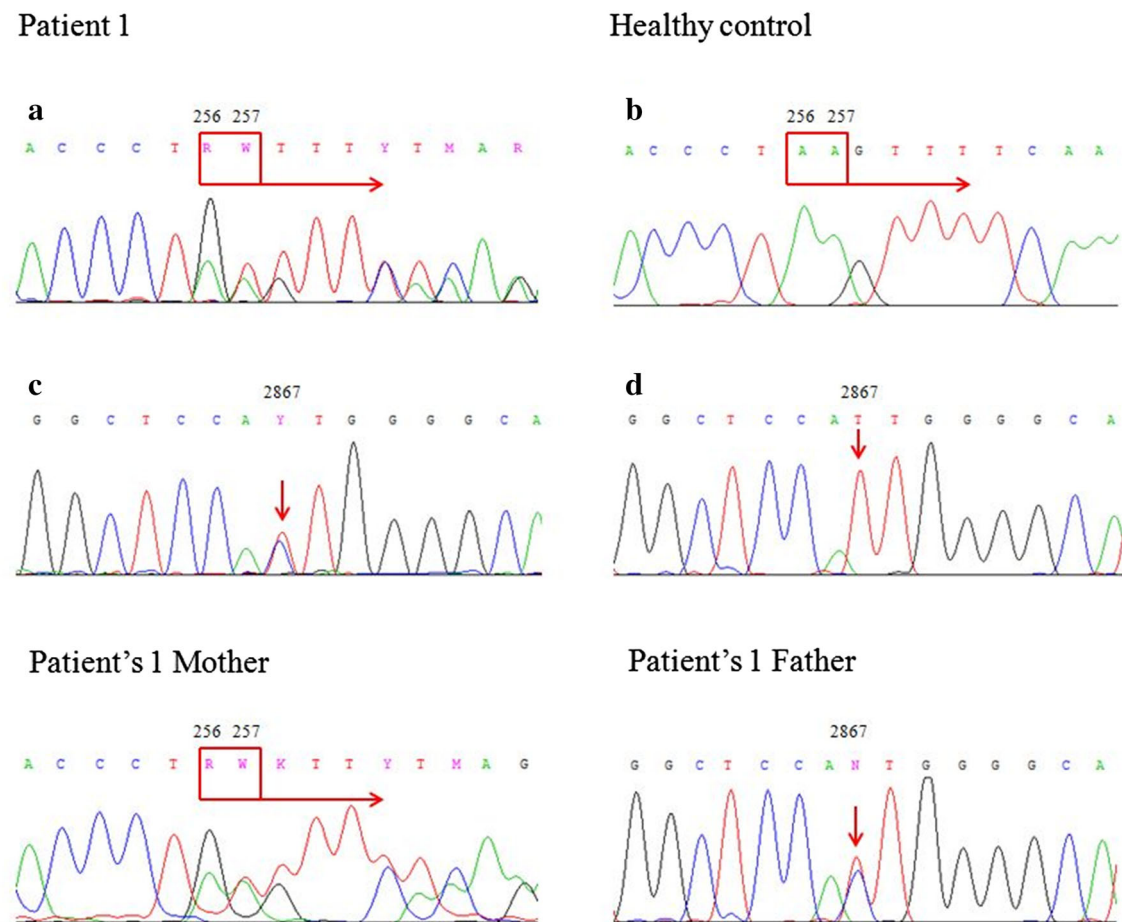 Patient 1
Healthy control
a
256 257
A C C C T R W T T T Y T M A R
b
256 257
A C C C T A A G T T T T C A A
c
2867
G G C T C C A Y T G G G G C A
d
2867
G G C T C C A T T G G G G C A
Patient's 1 Mother
Patient's 1 Father
256 257
A C C C T R W K T T Y T M A G
2867
G G C T C C A N T G G G G C A